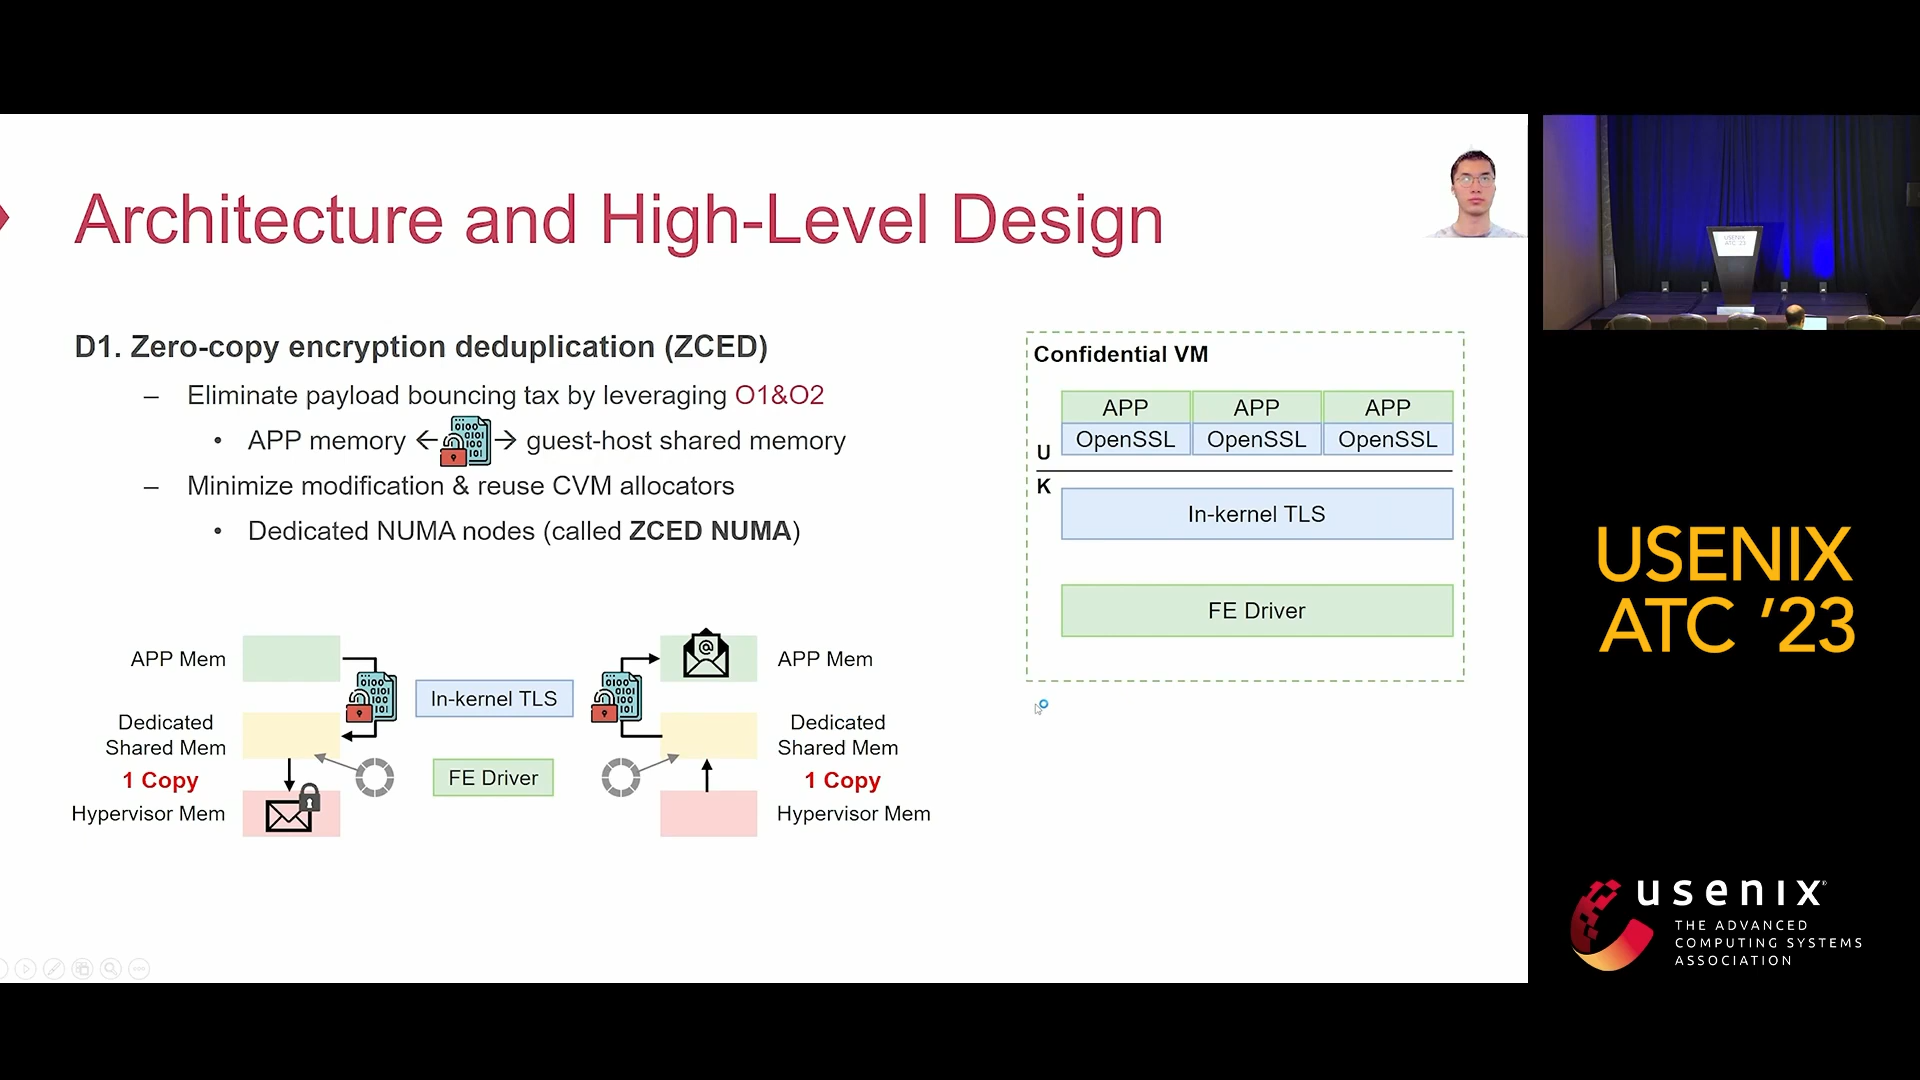 Architecture and High-Level Design
D1. Zero-copy encryption deduplication (ZCED)
– Eliminate payload bouncing tax by leveraging O1&O2
• APP memory ← → guest-host shared memory
– Minimize modification & reuse CVM allocators
• Dedicated NUMA nodes (called ZCED NUMA)
APP Mem
Dedicated
Shared Mem
1 Copy
Hypervisor Mem
In-kernel TLS
FE Driver
@
APP Mem
Dedicated
Shared Mem
1 Copy
Hypervisor Mem
Confidential VM
APP APP APP
OpenSSL OpenSSL OpenSSL
U
K
In-kernel TLS
FE Driver
USENIX
ATC '23
USENIX
ATC '23
usenix®
THE ADVANCED
COMPUTING SYSTEMS
ASSOCIATION